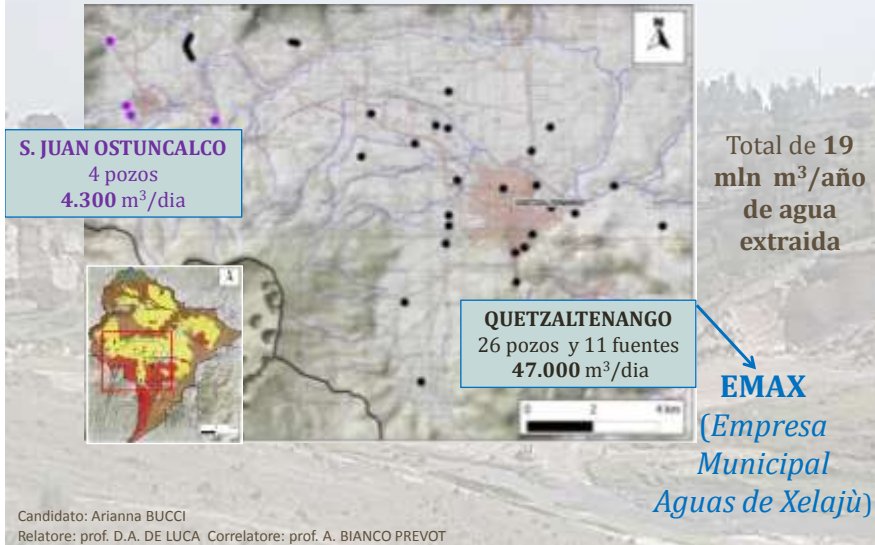 S. JUAN OSTUNCALCO
4 pozos
4.300 m³/dia
Total de 19
mln m³/año
de agua
extraida
QUETZALTENANGO
26 pozos y 11 fuentes
47.000 m³/dia
0 2 4 km
EMAX
(Empresa
Municipal
Aguas de Xelajù)
Candidato: Arianna BUCCI
Relatore: prof. D.A. DE LUCA Correlatore: prof. A. BIANCO PREVOT